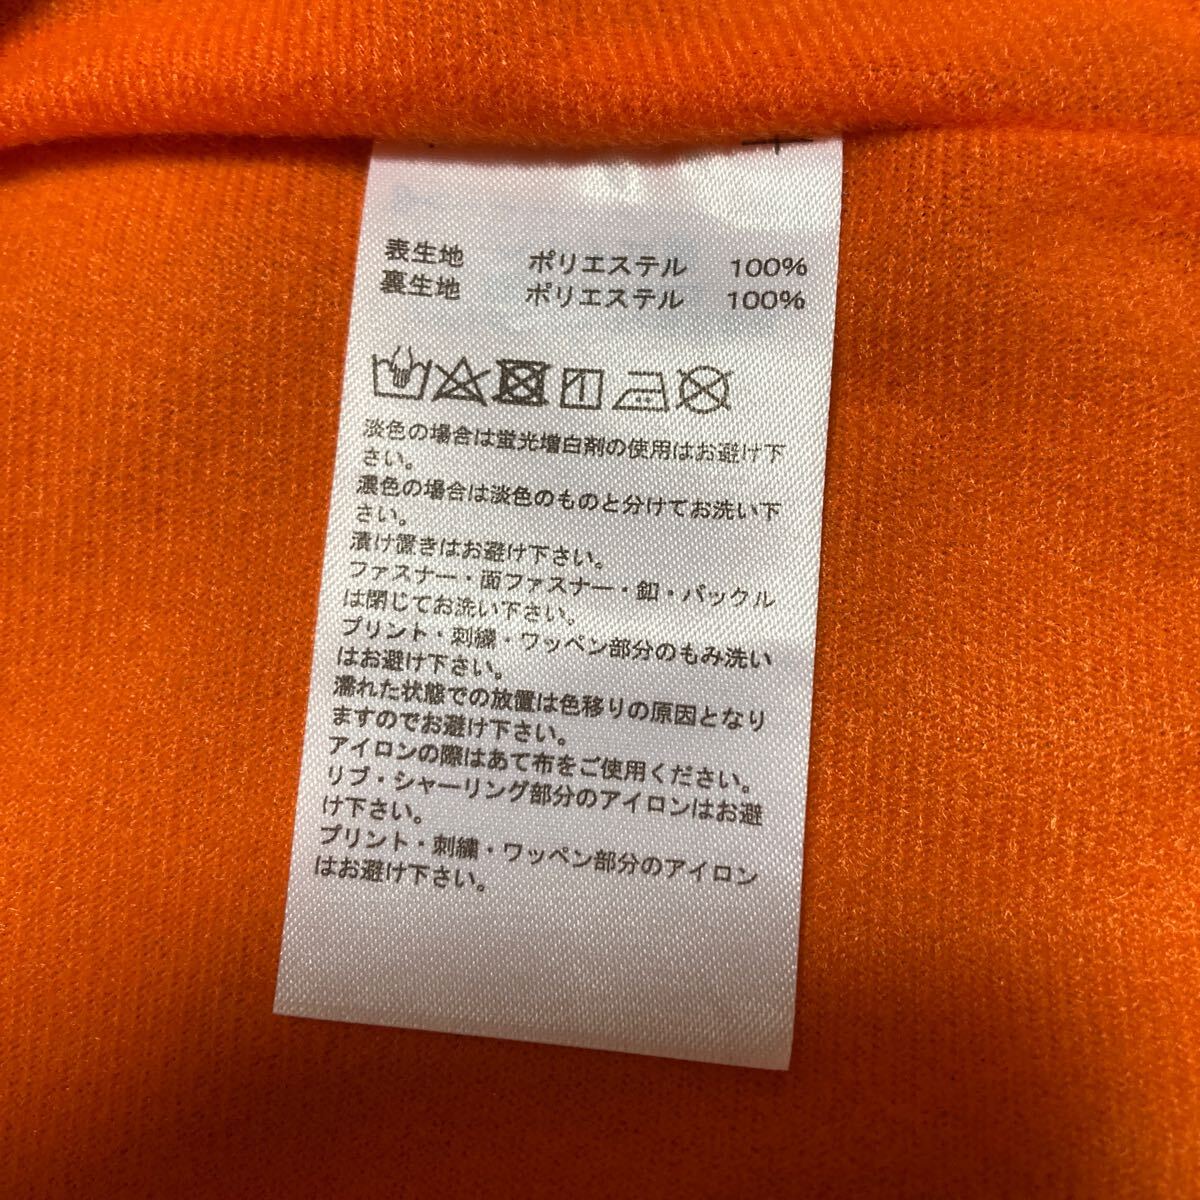 表生地 ポリエステル 100%
裏生地 ポリエステル 100%
淡色の場合は蛍光増白剤の使用はお避け下
さい。
濃色の場合は淡色のものと分けてお洗い下
さい。
漬け置きはお避け下さい。
ファスナー・面ファスナー・釦・バックル
は閉じてお洗い下さい。
プリント・刺繍・ワッペン部分のもみ洗い
はお避け下さい。
濡れた状態での放置は色移りの原因となり
ますのでお避け下さい。
アイロンの際はあて布をご使用ください。
リブ・シャーリング部分のアイロンはお避
け下さい。
プリント・刺繍・ワッペン部分のアイロン
はお避け下さい。